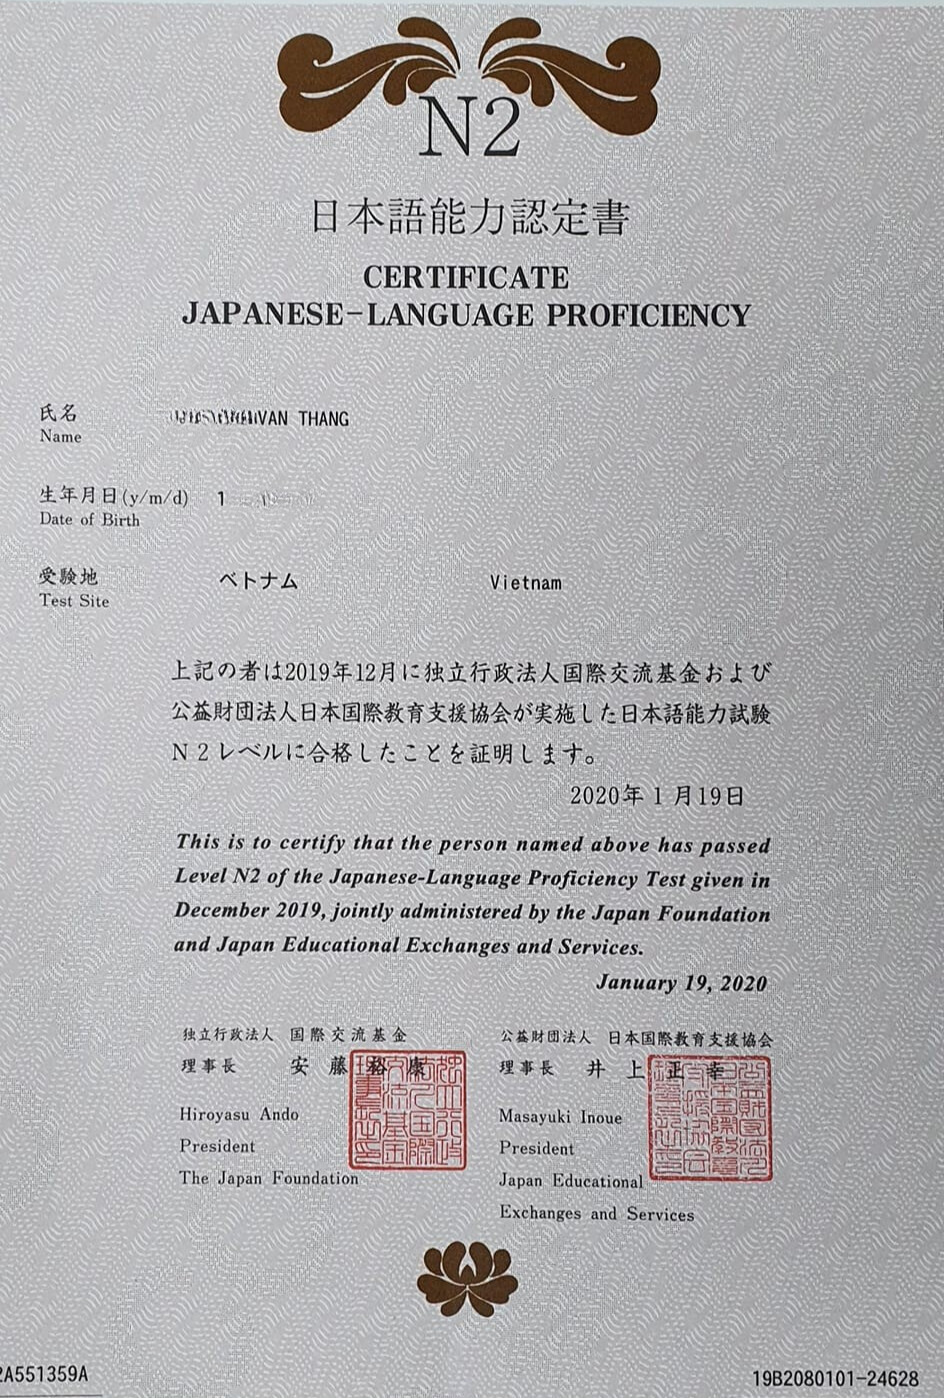 N2
日本語能力認定書
CERTIFICATE
JAPANESE-LANGUAGE PROFICIENCY
氏名
Name
VAN THANG
生年月日(y/m/d) 1
Date of Birth
受験地 ベトナム Vietnam
Test Site
上記の者は2019年12月に独立行政法人国際交流基金および
公益財団法人日本国際教育支援協会が実施した日本語能力試験
N2レベルに合格したことを証明します。
2020年1月19日
This is to certify that the person named above has passed
Level N2 of the Japanese-Language Proficiency Test given in
December 2019, jointly administered by the Japan Foundation
and Japan Educational Exchanges and Services.
January 19, 2020
独立行政法人 国際交流基金
理事長 安藤裕康
Hiroyasu Ando
President
The Japan Foundation
公益財団法人 日本国際教育支援協会
理事長 井上正幸
Masayuki Inoue
President
Japan Educational
Exchanges and Services
2A551359A
19B2080101-24628